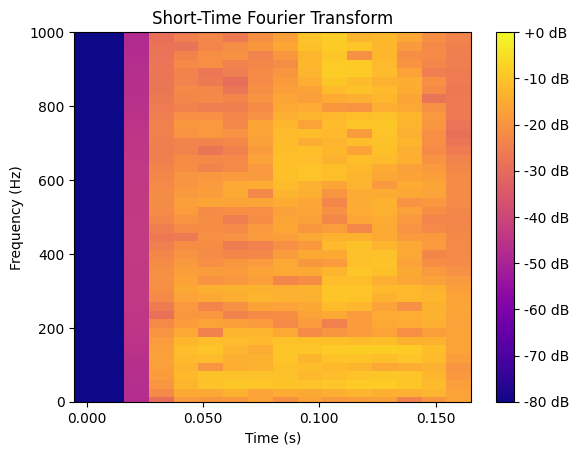 Short-Time Fourier Transform
Frequency (Hz)
1000
800
600
400
200
0
0.000
0.050
0.100
0.150
Time (s)
+0 dB
-10 dB
-20 dB
-30 dB
-40 dB
-50 dB
-60 dB
-70 dB
-80 dB